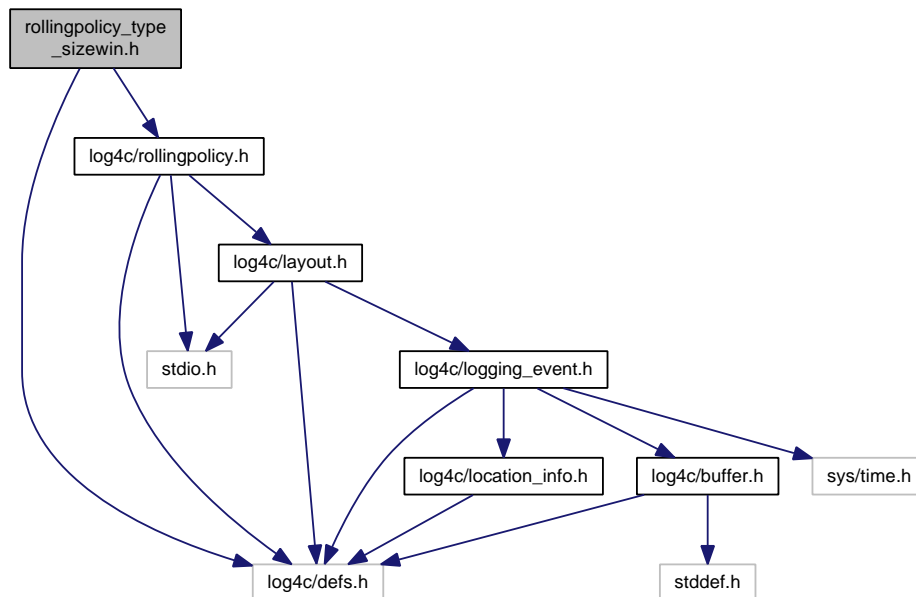 rollingpolicy_type
_sizewin.h
log4c/rollingpolicy.h
log4c/layout.h
stdio.h
log4c/logging_event.h
log4c/location_info.h
log4c/buffer.h
sys/time.h
log4c/defs.h
stddef.h